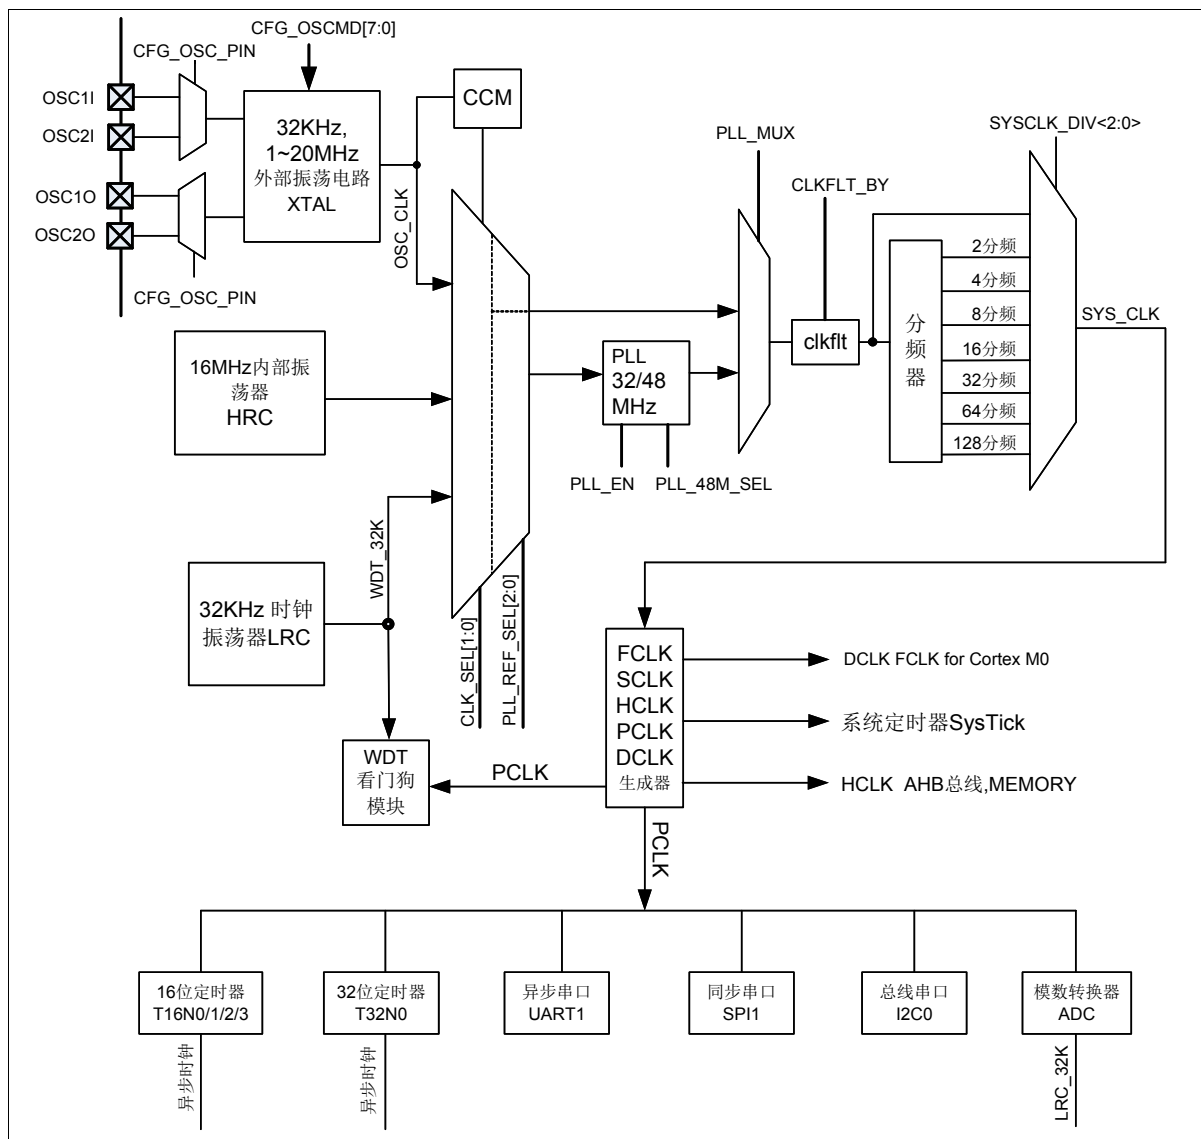 CFG_OSCMD[7:0]
CFG_OSC_PIN
OSC1I
OSC2I
OSC1O
OSC2O
CFG_OSC_PIN
32KHz,
1~20MHz
外部振荡电路
XTAL
CCM
OSC_CLK
PLL_MUX
CLKFLT_BY
SYSCLK_DIV<2:0>
16MHz内部振
荡器
HRC
PLL
32/48
MHz
PLL_EN
PLL_48M_SEL
clkflt
分
频
器
2分频
4分频
8分频
16分频
32分频
64分频
128分频
SYS_CLK
WDT_32K
32KHz 时钟
振荡器LRC
CLK_SEL[1:0]
PLL_REF_SEL[2:0]
WDT
看门狗
模块
PCLK
FCLK
SCLK
HCLK
PCLK
DCLK
生成器
DCLK FCLK for Cortex M0
系统定时器SysTick
HCLK AHB总线,MEMORY
PCLK
16位定时器
T16N0/1/2/3
32位定时器
T32N0
异步串口
UART1
同步串口
SPI1
总线串口
I2C0
模数转换器
ADC
异步时钟
异步时钟
LRC_32K